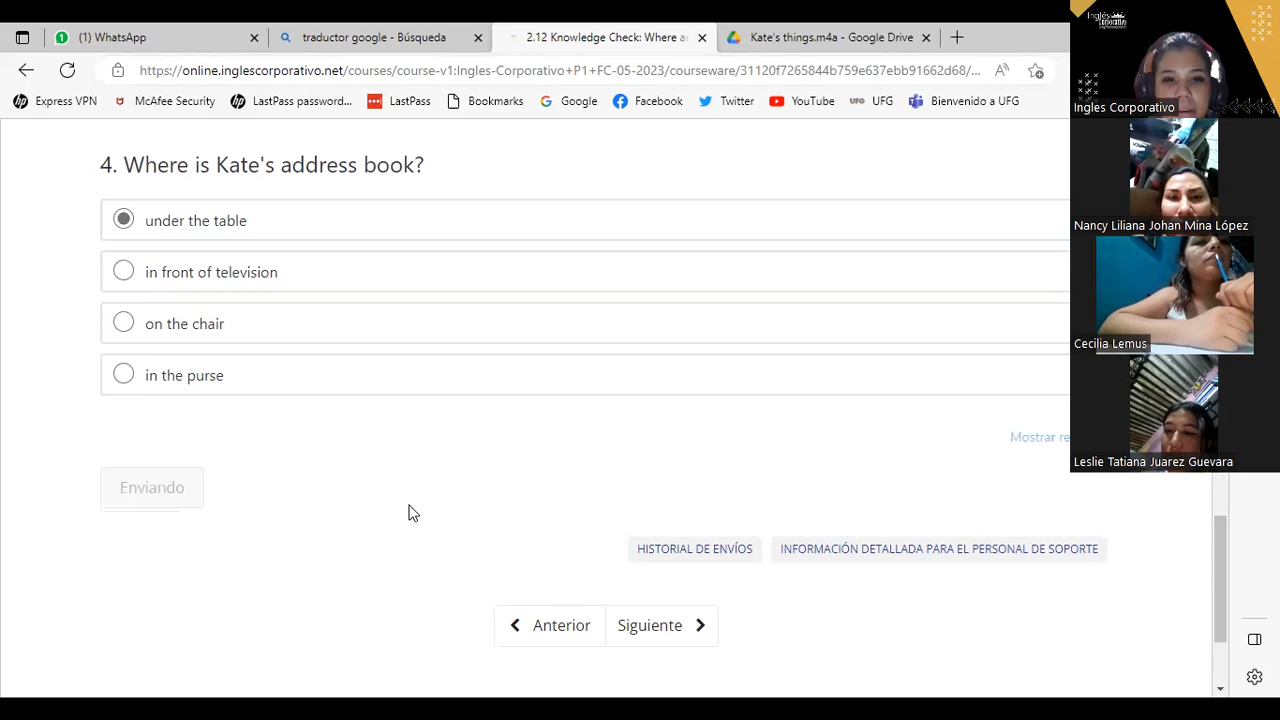 (1) WhatsApp
traductor google - Búsqueda
2.12 Knowledge Check: Where a
Kate's things.m4a - Google Drive
https://online.inglescorporativo.net/courses/course-v1:Ingles-Corporativo+P1+FC-05-2023/courseware/31120f7265844b759e637ebb91662d68/...
Express VPN
McAfee Security
LastPass password...
LastPass
Bookmarks
Google
Facebook
Twitter
YouTube
UFG
Bienvenido a UFG
4. Where is Kate's address book?
under the table
in front of television
on the chair
in the purse
Mostrar re
Enviando
HISTORIAL DE ENVÍOS
INFORMACIÓN DETALLADA PARA EL PERSONAL DE SOPORTE
Anterior
Siguiente
Inglés
Corporativo
Ingles Corporativo
Nancy Liliana Johan Mina López
Cecilia Lemus
Leslie Tatiana Juarez Guevara